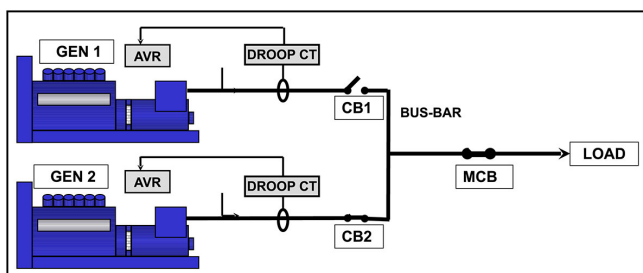 GEN 1
AVR
DROOP CT
CB1
BUS-BAR
GEN 2
AVR
DROOP CT
CB2
MCB
LOAD